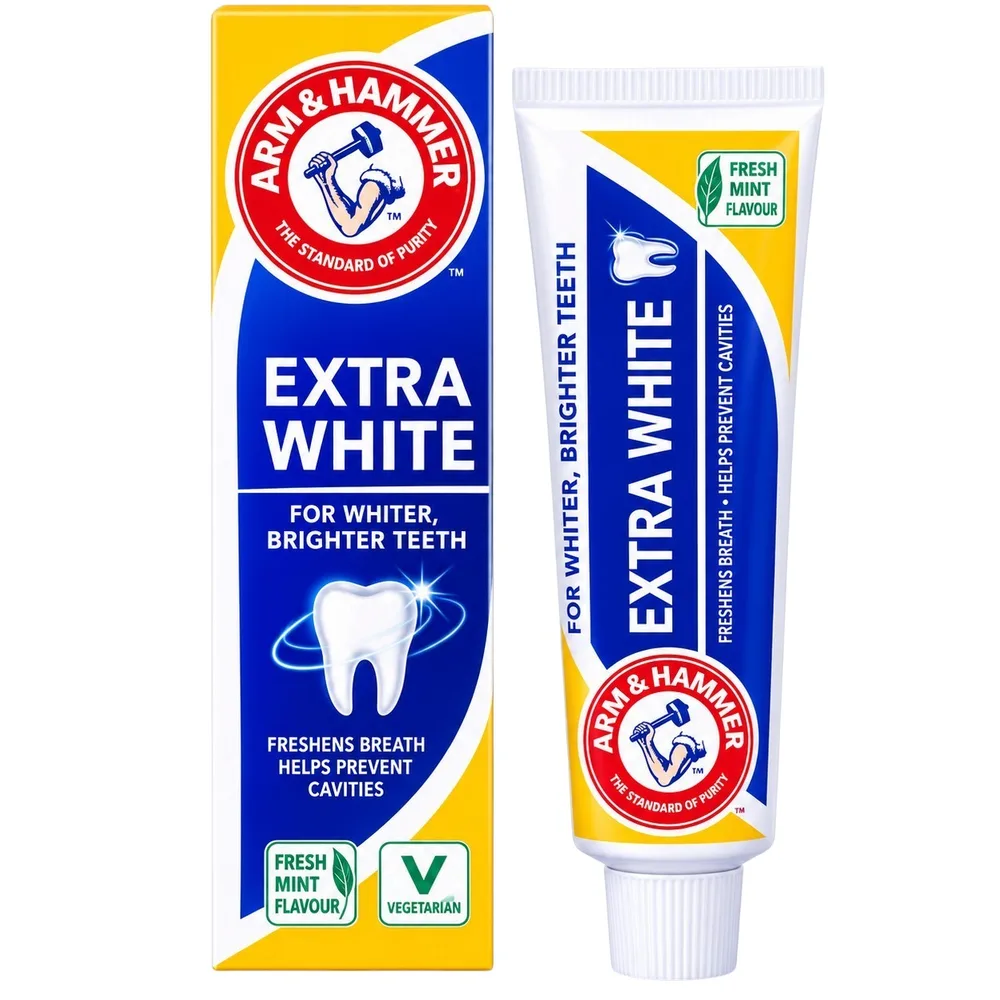 ARM & HAMMER
TM
THE STANDARD OF PURITY
TM
EXTRA
WHITE
FOR WHITER,
BRIGHTER TEETH
FRESHENS BREATH
HELPS PREVENT
CAVITIES
FRESH
MINT
FLAVOUR
V
VEGETARIAN
FRESH
MINT
FLAVOUR
FOR WHITER, BRIGHTER TEETH
EXTRA WHITE
FRESHENS BREATH • HELPS PREVENT CAVITIES
ARM & HAMMER
TM
THE STANDARD OF PURITY
TM